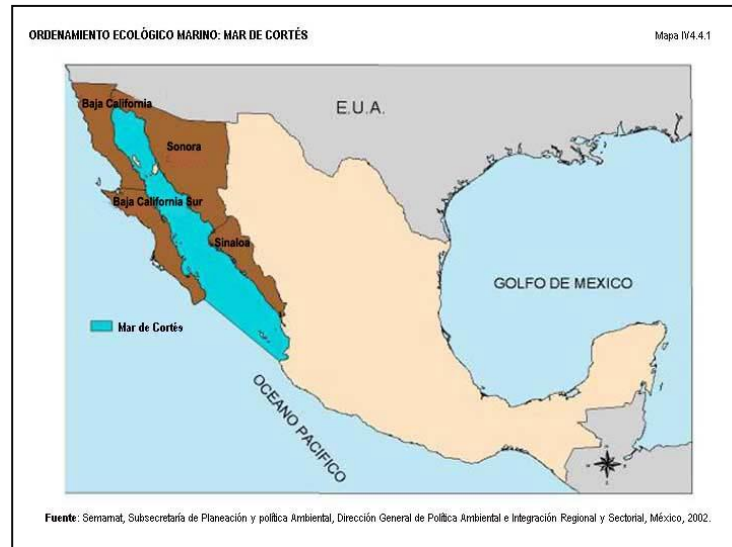 ORDENAMIENTO ECOLÓGICO MARINO: MAR DE CORTÉS
Mapa IV4.4.1
Baja California
E.U.A.
Sonora
Baja California Sur
Sinaloa
GOLFO DE MEXICO
Mar de Cortés
OCEANO PACIFICO
Fuente: Semarnat, Subsecretaría de Planeación y política Ambiental, Dirección General de Política Ambiental e Integración Regional y Sectorial, México, 2002.